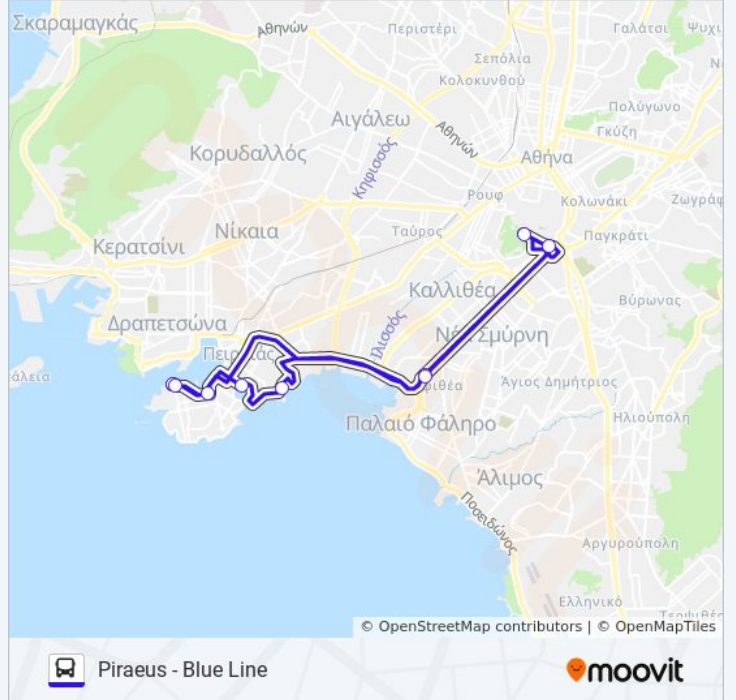 Σκαραμαγκάς
Αθηνών
Περιστέρι
Γαλάτσι
Ψυχι
Σεπόλια
Κολοκυνθού
Πολύγωνο
Γκύζη
Αιγάλεω
Αθηνών
Αθήνα
Κορυδαλλός
Κηφισσός
Ρουφ
Κολωνάκι
Ζωγράφ
Νίκαια
Ταύρος
Παγκράτι
Κερατσίνι
Καλλιθέα
Βύρωνας
Δραπετσώνα
Ιλισσός
Νέα Σμύρνη
Πειραιάς
άλεια
φιθέα
Άγιος Δημήτριος
Παλαιό Φάληρο
Ηλιούπολη
Άλιμος
Ποσειδώνος
Αργυρούπολη
Ελληνικό
© OpenStreetMap contributors | © OpenMapTiles
Piraeus - Blue Line
moovit